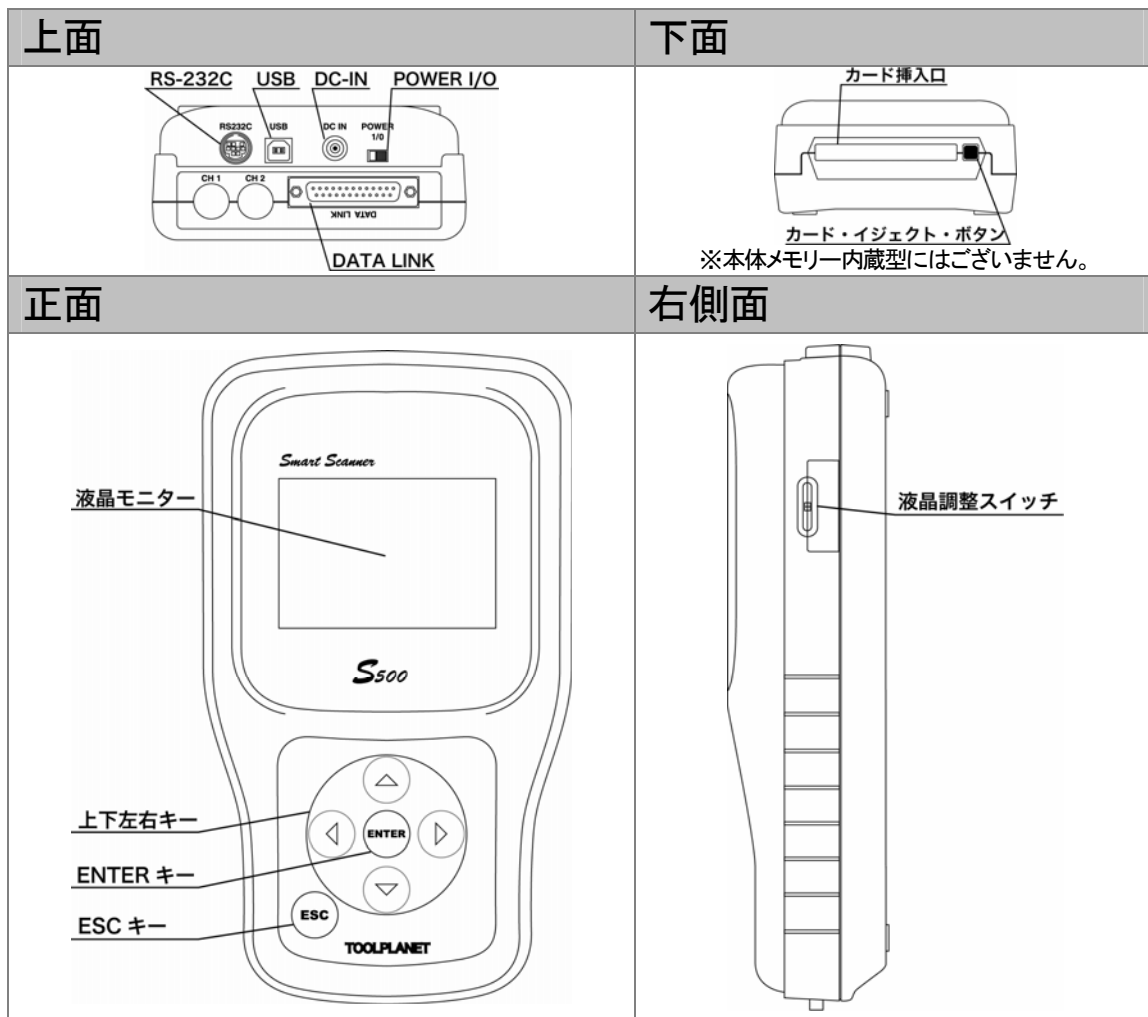 上面
RS-232C USB DC-IN POWER I/O
RS232C USB DC IN POWER
1/0
CH 1 CH 2
DATA LINK
DATA LINK
下面
カード挿入口
カード・イジェクト・ボタン
※本体メモリー内蔵型にはございません。
正面
Smart Scanner
液晶モニター
S500
上下左右キー
ENTER
ENTER キー
ESC
ESC キー
TOOLPLANET
右側面
液晶調整スイッチ